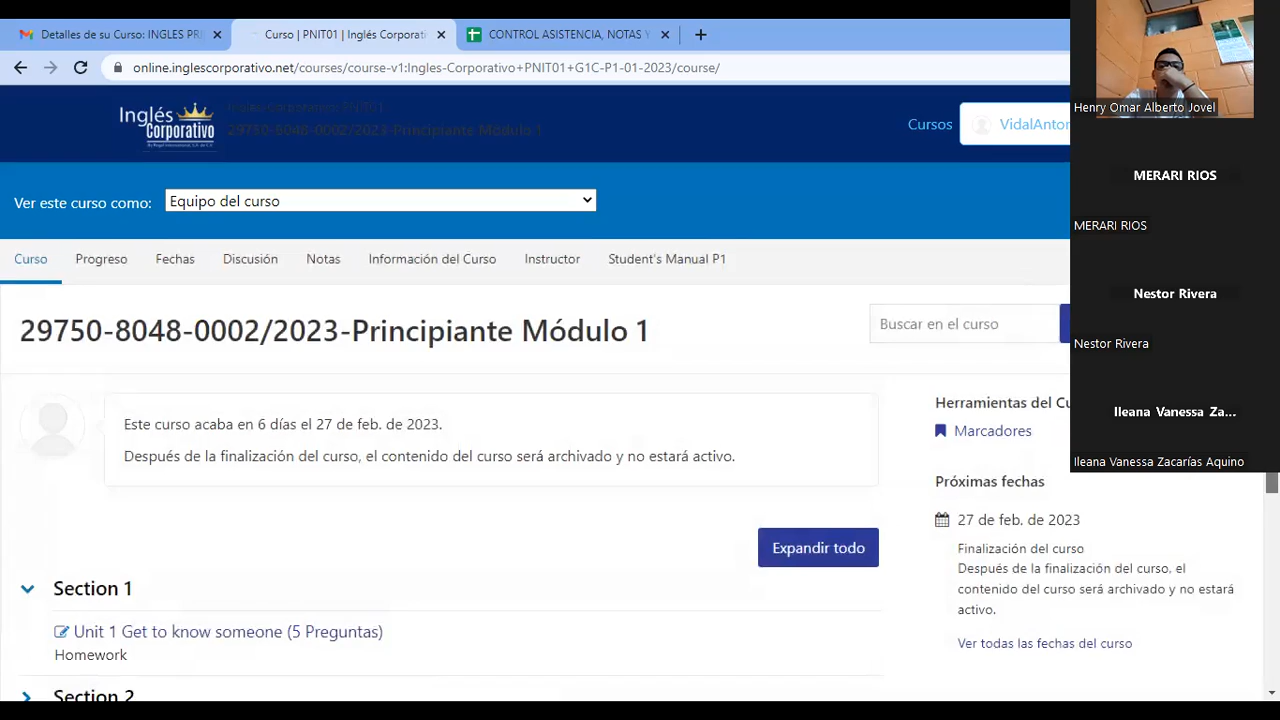 Detalles de su Curso: INGLES PRI
Curso | PNIT01 | Inglés Corporati
CONTROL ASISTENCIA, NOTAS Y
online.inglescorporativo.net/courses/course-v1:Ingles-Corporativo+PNIT01+G1C-P1-01-2023/course/
Inglés
Corporativo
29750-8048-0002/2023-Principiante Módulo 1
Cursos
VidalAnton
Ver este curso como:
Equipo del curso
Curso
Progreso
Fechas
Discusión
Notas
Información del Curso
Instructor
Student's Manual P1
29750-8048-0002/2023-Principiante Módulo 1
Buscar en el curso
Este curso acaba en 6 días el 27 de feb. de 2023.
Después de la finalización del curso, el contenido del curso será archivado y no estará activo.
Expandir todo
Section 1
Unit 1 Get to know someone (5 Preguntas)
Homework
Section 2
Herramientas del Cu
Marcadores
Próximas fechas
27 de feb. de 2023
Finalización del curso
Después de la finalización del curso, el
contenido del curso será archivado y no estará
activo.
Ver todas las fechas del curso
Henry Omar Alberto Jovel
MERARI RIOS
MERARI RIOS
Nestor Rivera
Nestor Rivera
Ileana Vanessa Za...
Ileana Vanessa Zacarías Aquino